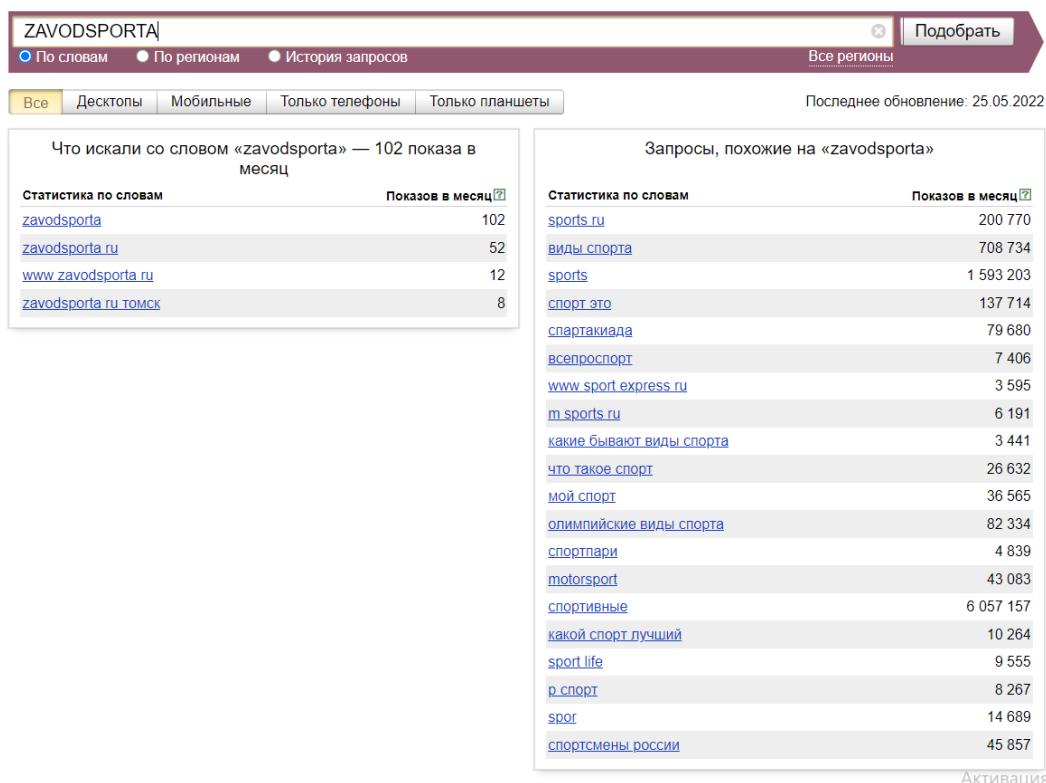 ZAVODSPORTA
Подобрать
По словам
По регионам
История запросов
Все регионы
Все
Десктопы
Мобильные
Только телефоны
Только планшеты
Последнее обновление: 25.05.2022
Что искали со словом «zavodsporta» — 102 показа в
месяц
Статистика по словам Показов в месяц ?
zavodsporta 102
zavodsporta ru 52
www zavodsporta ru 12
zavodsporta ru томск 8
Запросы, похожие на «zavodsporta»
Статистика по словам Показов в месяц ?
sports ru 200 770
виды спорта 708 734
sports 1 593 203
спорт это 137 714
спартакиада 79 680
всепроспорт 7 406
www sport express ru 3 595
m sports ru 6 191
какие бывают виды спорта 3 441
что такое спорт 26 632
мой спорт 36 565
олимпийские виды спорта 82 334
спортпари 4 839
motorsport 43 083
спортивные 6 057 157
какой спорт лучший 10 264
sport life 9 555
р спорт 8 267
spor 14 689
спортсмены россии 45 857
Активация